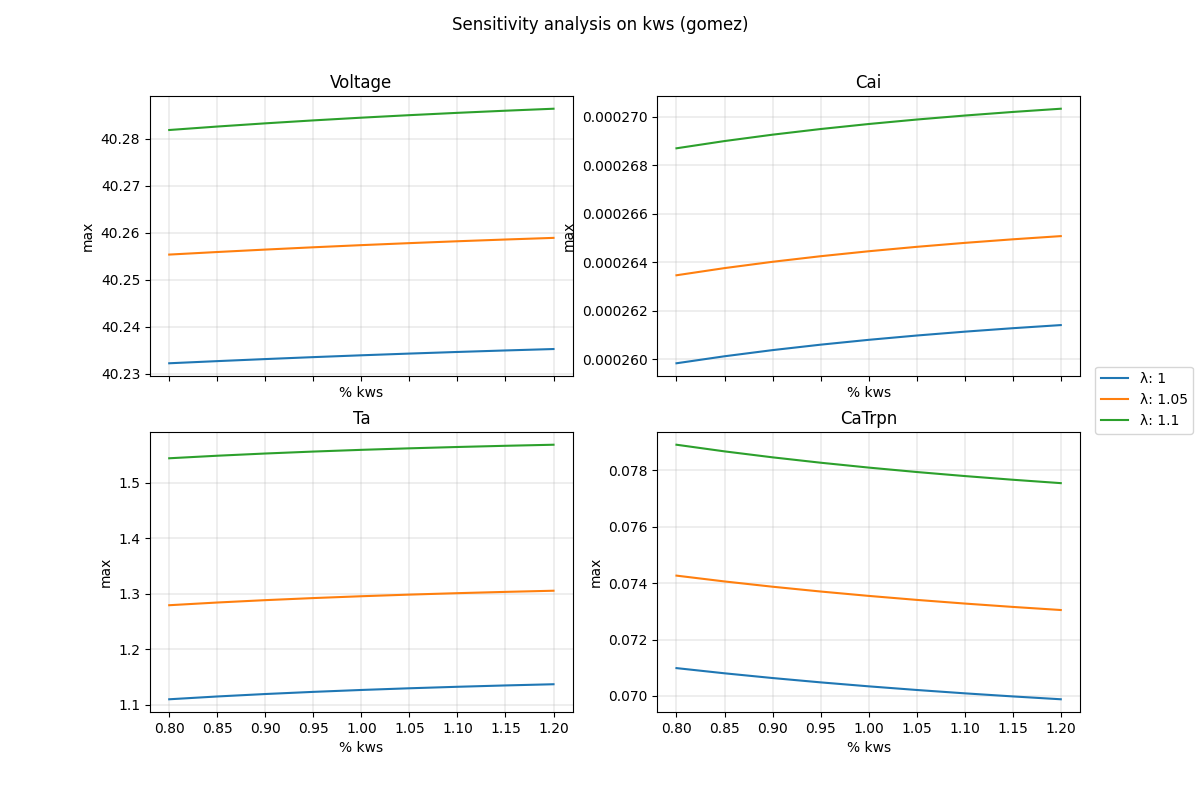 Sensitivity analysis on kws (gomez)
Voltage
max
40.28
40.27
40.26
40.25
40.24
40.23
% kws
Cai
max
0.000270
0.000268
0.000266
0.000264
0.000262
0.000260
% kws
λ: 1
λ: 1.05
λ: 1.1
Ta
max
1.5
1.4
1.3
1.2
1.1
0.80 0.85 0.90 0.95 1.00 1.05 1.10 1.15 1.20
% kws
CaTrpn
max
0.078
0.076
0.074
0.072
0.070
0.80 0.85 0.90 0.95 1.00 1.05 1.10 1.15 1.20
% kws